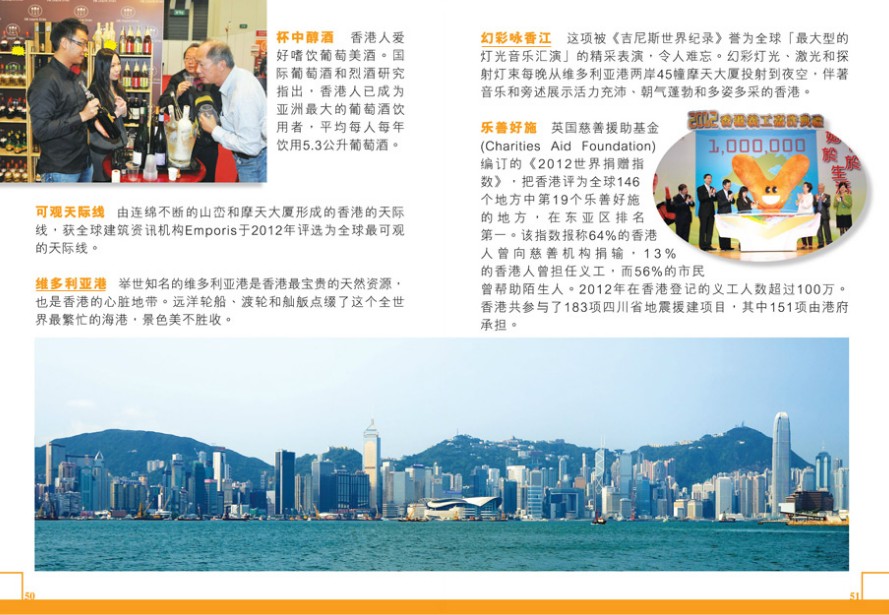 杯中醇酒 香港人爱
好嗜饮葡萄美酒。国
际葡萄酒和烈酒研究
指出，香港人已成为
亚洲最大的葡萄酒饮
用者，平均每人每年
饮用5.3公升葡萄酒。
可观天际线 由连绵不断的山峦和摩天大厦形成的香港的天际
线，获全球建筑资讯机构Emporis于2012年评选为全球最可观
的天际线。
维多利亚港 举世知名的维多利亚港是香港最宝贵的天然资源，
也是香港的心脏地带。远洋轮船、渡轮和舢舨点缀了这个全世
界最繁忙的海港，景色美不胜收。
幻彩咏香江 这项被《吉尼斯世界纪录》誉为全球「最大型的
灯光音乐汇演」的精采表演，令人难忘。幻彩灯光、激光和探
射灯束每晚从维多利亚港两岸45幢摩天大厦投射到夜空，伴著
音乐和旁述展示活力充沛、朝气蓬勃和多姿多采的香港。
乐善好施 英国慈善援助基金
(Charities Aid Foundation)
编订的《2012世界捐赠指
数》，把香港评为全球146
个地方中第19个乐善好施
的地方，在东亚区排名
第一。该指数报称64%的香港
人曾向慈善机构捐输，13%
的香港人曾担任义工，而56%的市民
曾帮助陌生人。2012年在香港登记的义工人数超过100万。
香港共参与了183项四川省地震援建项目，其中151项由港府
承担。
2012
1,000,000
50
51